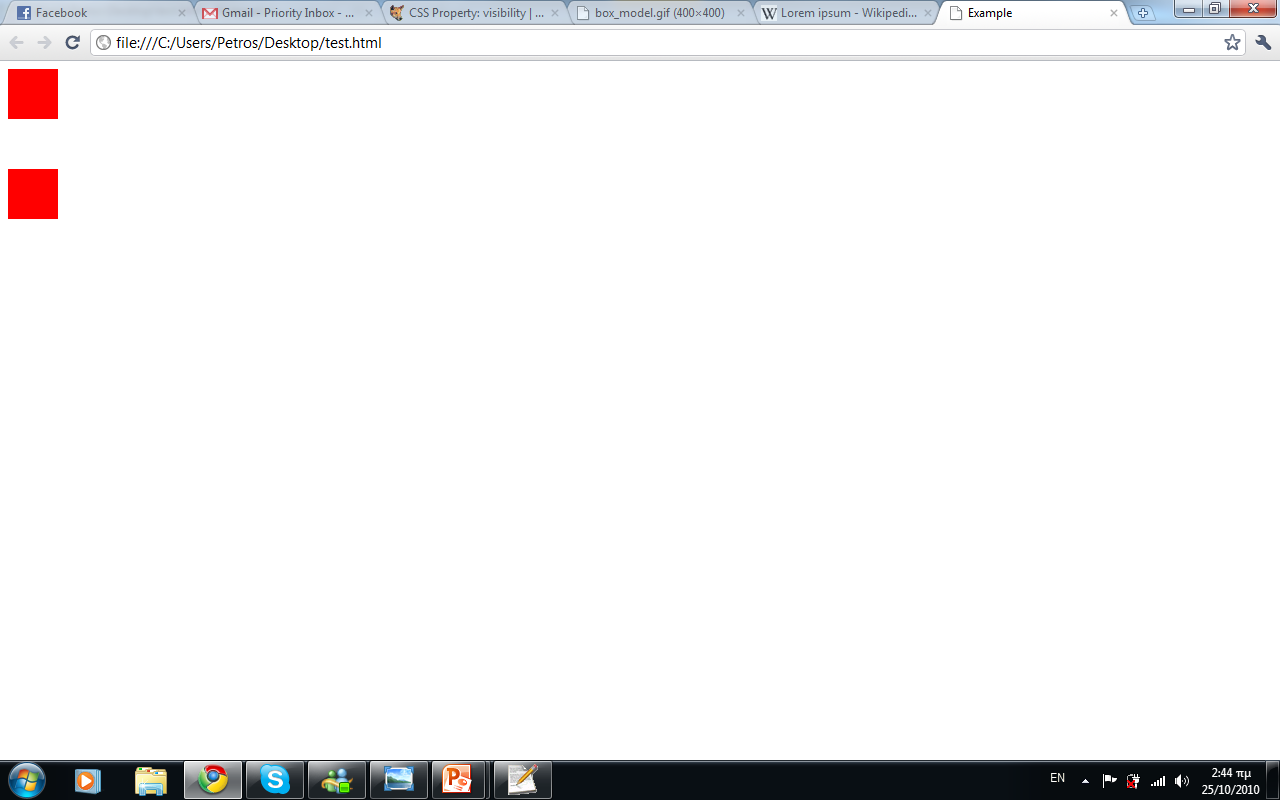 Facebook
Gmail - Priority Inbox - ...
CSS Property: visibility | ...
box_model.gif (400×400)
Lorem ipsum - Wikipedi...
Example
file:///C:/Users/Petros/Desktop/test.html
EN
2:44 πμ
25/10/2010